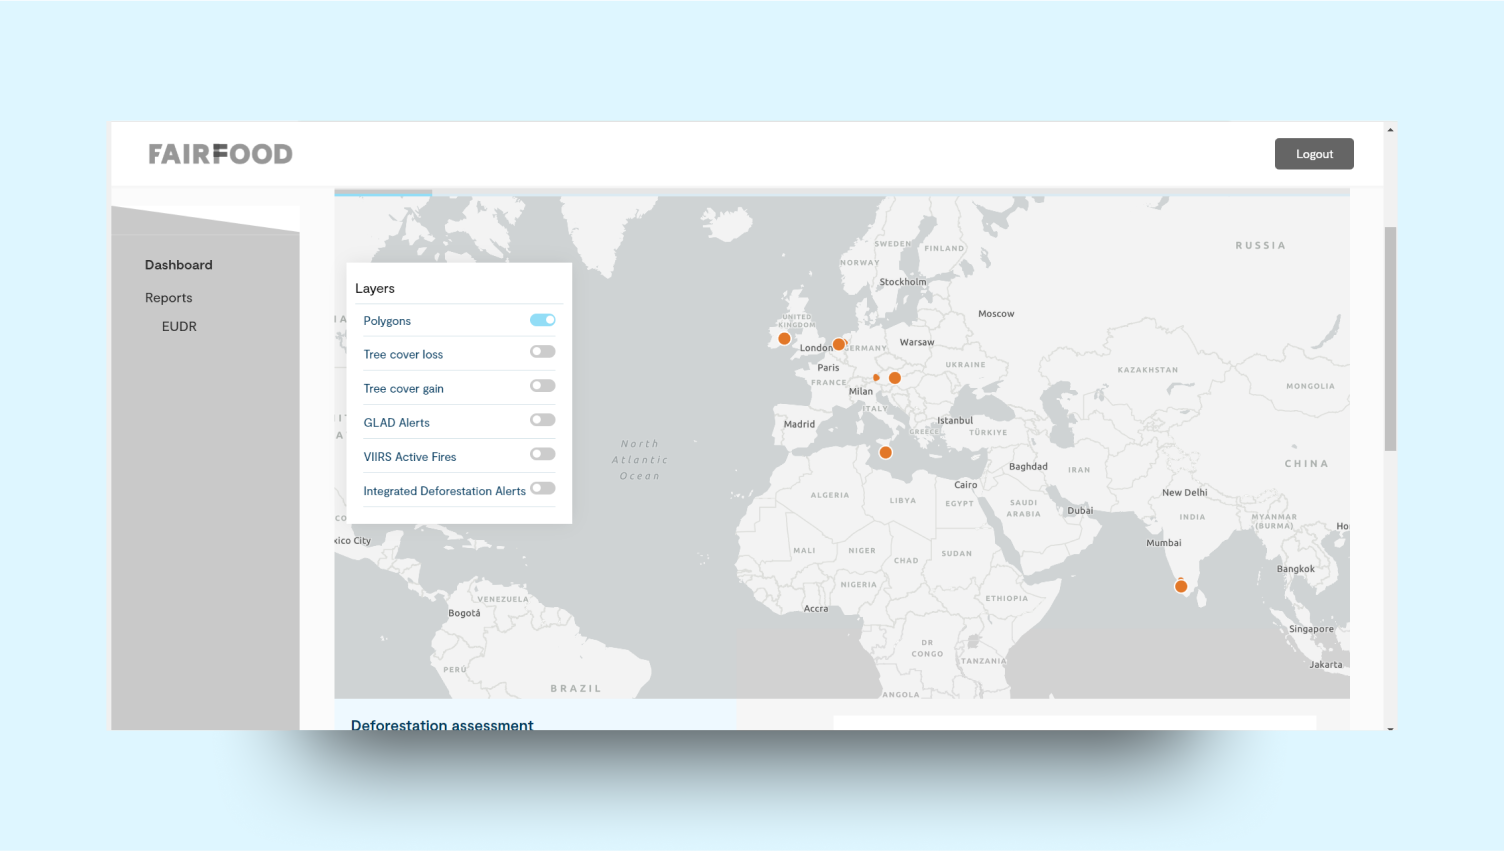 FAIRFOOD
Logout
Dashboard
Reports
EUDR
Layers
Polygons
Tree cover loss
Tree cover gain
GLAD Alerts
VIIRS Active Fires
Integrated Deforestation Alerts
RUSSIA
SWEDEN
FINLAND
NORWAY
Stockholm
Moscow
UNITED
KINGDOM
London
ERMANY
Warsaw
Paris
UKRAINE
KAZAKHSTAN
FRANCE
Milan
MONGOLIA
ITALY
Madrid
Istanbul
GREECE
TÜRKIYE
North
Atlantic
Ocean
Baghdad
IRAN
CHINA
Cairo
New Delhi
ALGERIA
LIBYA
EGYPT
SAUDI
ARABIA
Dubai
INDIA
MYANMAR
(BURMA)
Ho
CO
xico City
Mumbai
MALI
NIGER
CHAD
SUDAN
Bangkok
NIGERIA
VENEZUELA
ETHIOPIA
Bogotá
Accra
Singapore
DR
CONGO
TANZANIA
Jakarta
PERÚ
BRAZIL
ANGOLA
Deforestation assessment